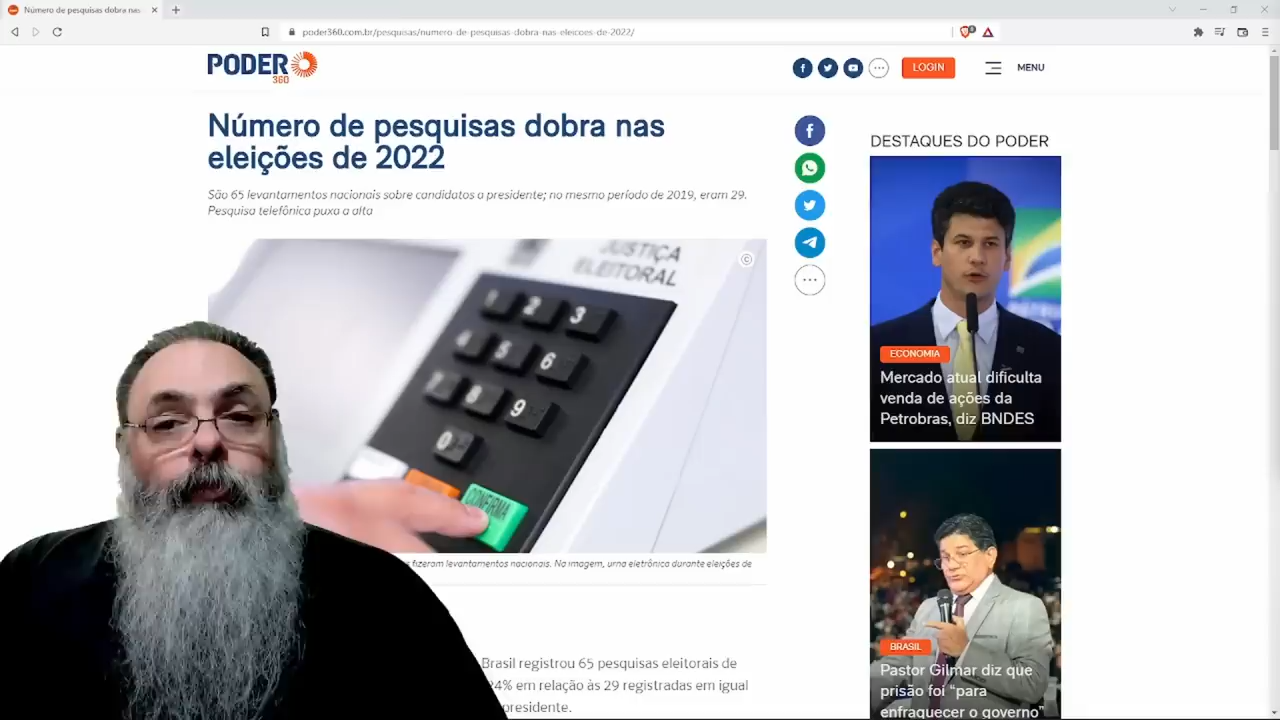 Número de pesquisas dobra nas
poder360.com.br/pesquisas/numero-de-pesquisas-dobra-nas-eleicoes-de-2022/
PODER
360
LOGIN
MENU
Número de pesquisas dobra nas
eleições de 2022
São 65 levantamentos nacionais sobre candidatos a presidente; no mesmo período de 2019, eram 29.
Pesquisa telefônica puxa a alta
JUSTIÇA
ELEITORAL
1 2 3
4 5 6
7 8 9
0
CONFIRMA
fizeram levantamentos nacionais. Na imagem, urna eletrônica durante eleições de
Brasil registrou 65 pesquisas eleitorais de
24% em relação às 29 registradas em igual
presidente.
DESTAQUES DO PODER
ECONOMIA
Mercado atual dificulta
venda de ações da
Petrobras, diz BNDES
BRASIL
Pastor Gilmar diz que
prisão foi "para
enfraquecer o governo"